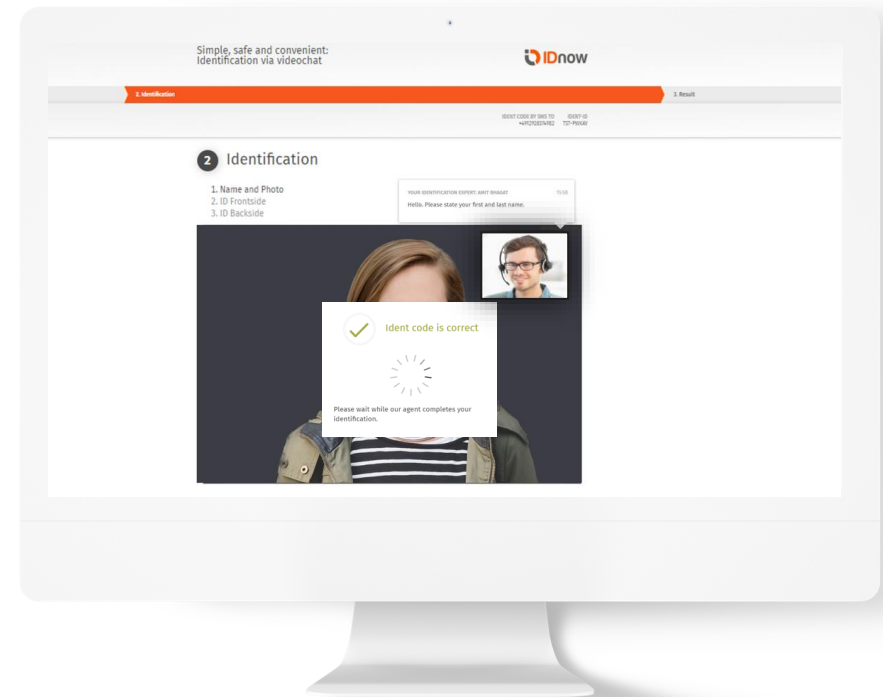 Simple, safe and convenient:
Identification via videochat
IDnow
2. Identification
3. Result
IDENT CODE BY SMS TO IDENT-ID
2 Identification
1. Name and Photo
2. ID Frontside
3. ID Backside
YOUR IDENTIFICATION EXPERT: AMIT BHAGAT 15:58
Hello. Please state your first and last name.
Ident code is correct
Please wait while our agent completes your
identification.